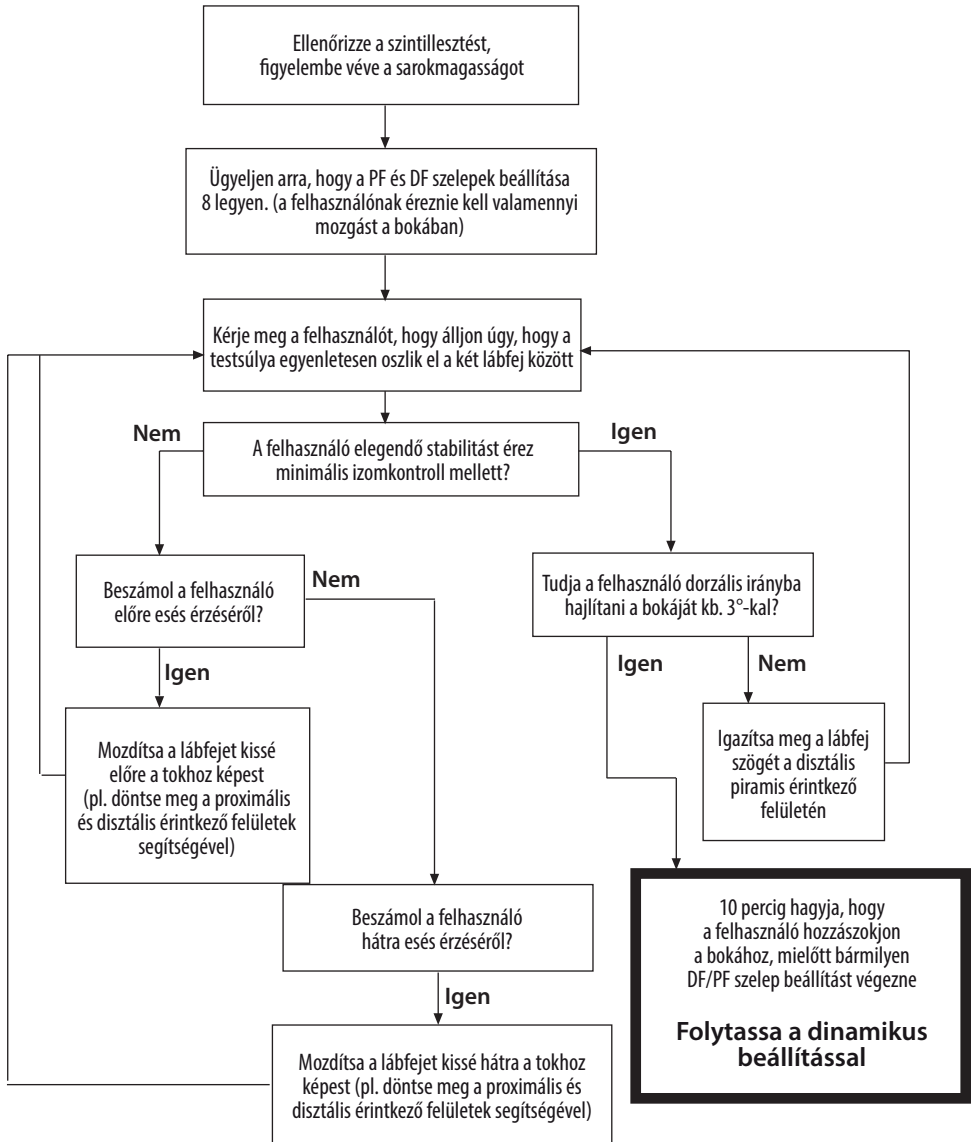 Ellenőrizze a szintillesztést,
figyelembe véve a sarokmagasságot
Ügyeljen arra, hogy a PF és DF szelepek beállítása
8 legyen. (a felhasználónak éreznie kell valamennyi
mozgást a bokában)
Kérje meg a felhasználót, hogy álljon úgy, hogy a
testsúlya egyenletesen oszlik el a két lábfej között
Nem
Igen
A felhasználó elegendő stabilitást érez
minimális izomkontroll mellett?
Beszámol a felhasználó
előre esés érzéséről?
Nem
Igen
Tudja a felhasználó dorzális irányba
hajlítani a bokáját kb. 3°-kal?
Igen
Nem
Mozdítsa a lábfejet kissé
előre a tokhoz képest
(pl. döntse meg a proximális
és disztális érintkező felületek
segítségével)
Igazítsa meg a lábfej
szögét a disztális
piramis érintkező
felületén
Beszámol a felhasználó
hátra esés érzéséről?
Igen
Mozdítsa a lábfejet kissé hátra a tokhoz
képest (pl. döntse meg a proximális és
disztális érintkező felületek segítségével)
10 percig hagyja, hogy
a felhasználó hozzászokjon
a bokához, mielőtt bármilyen
DF/PF szelep beállítást végezne
Folytassa a dinamikus
beállítással